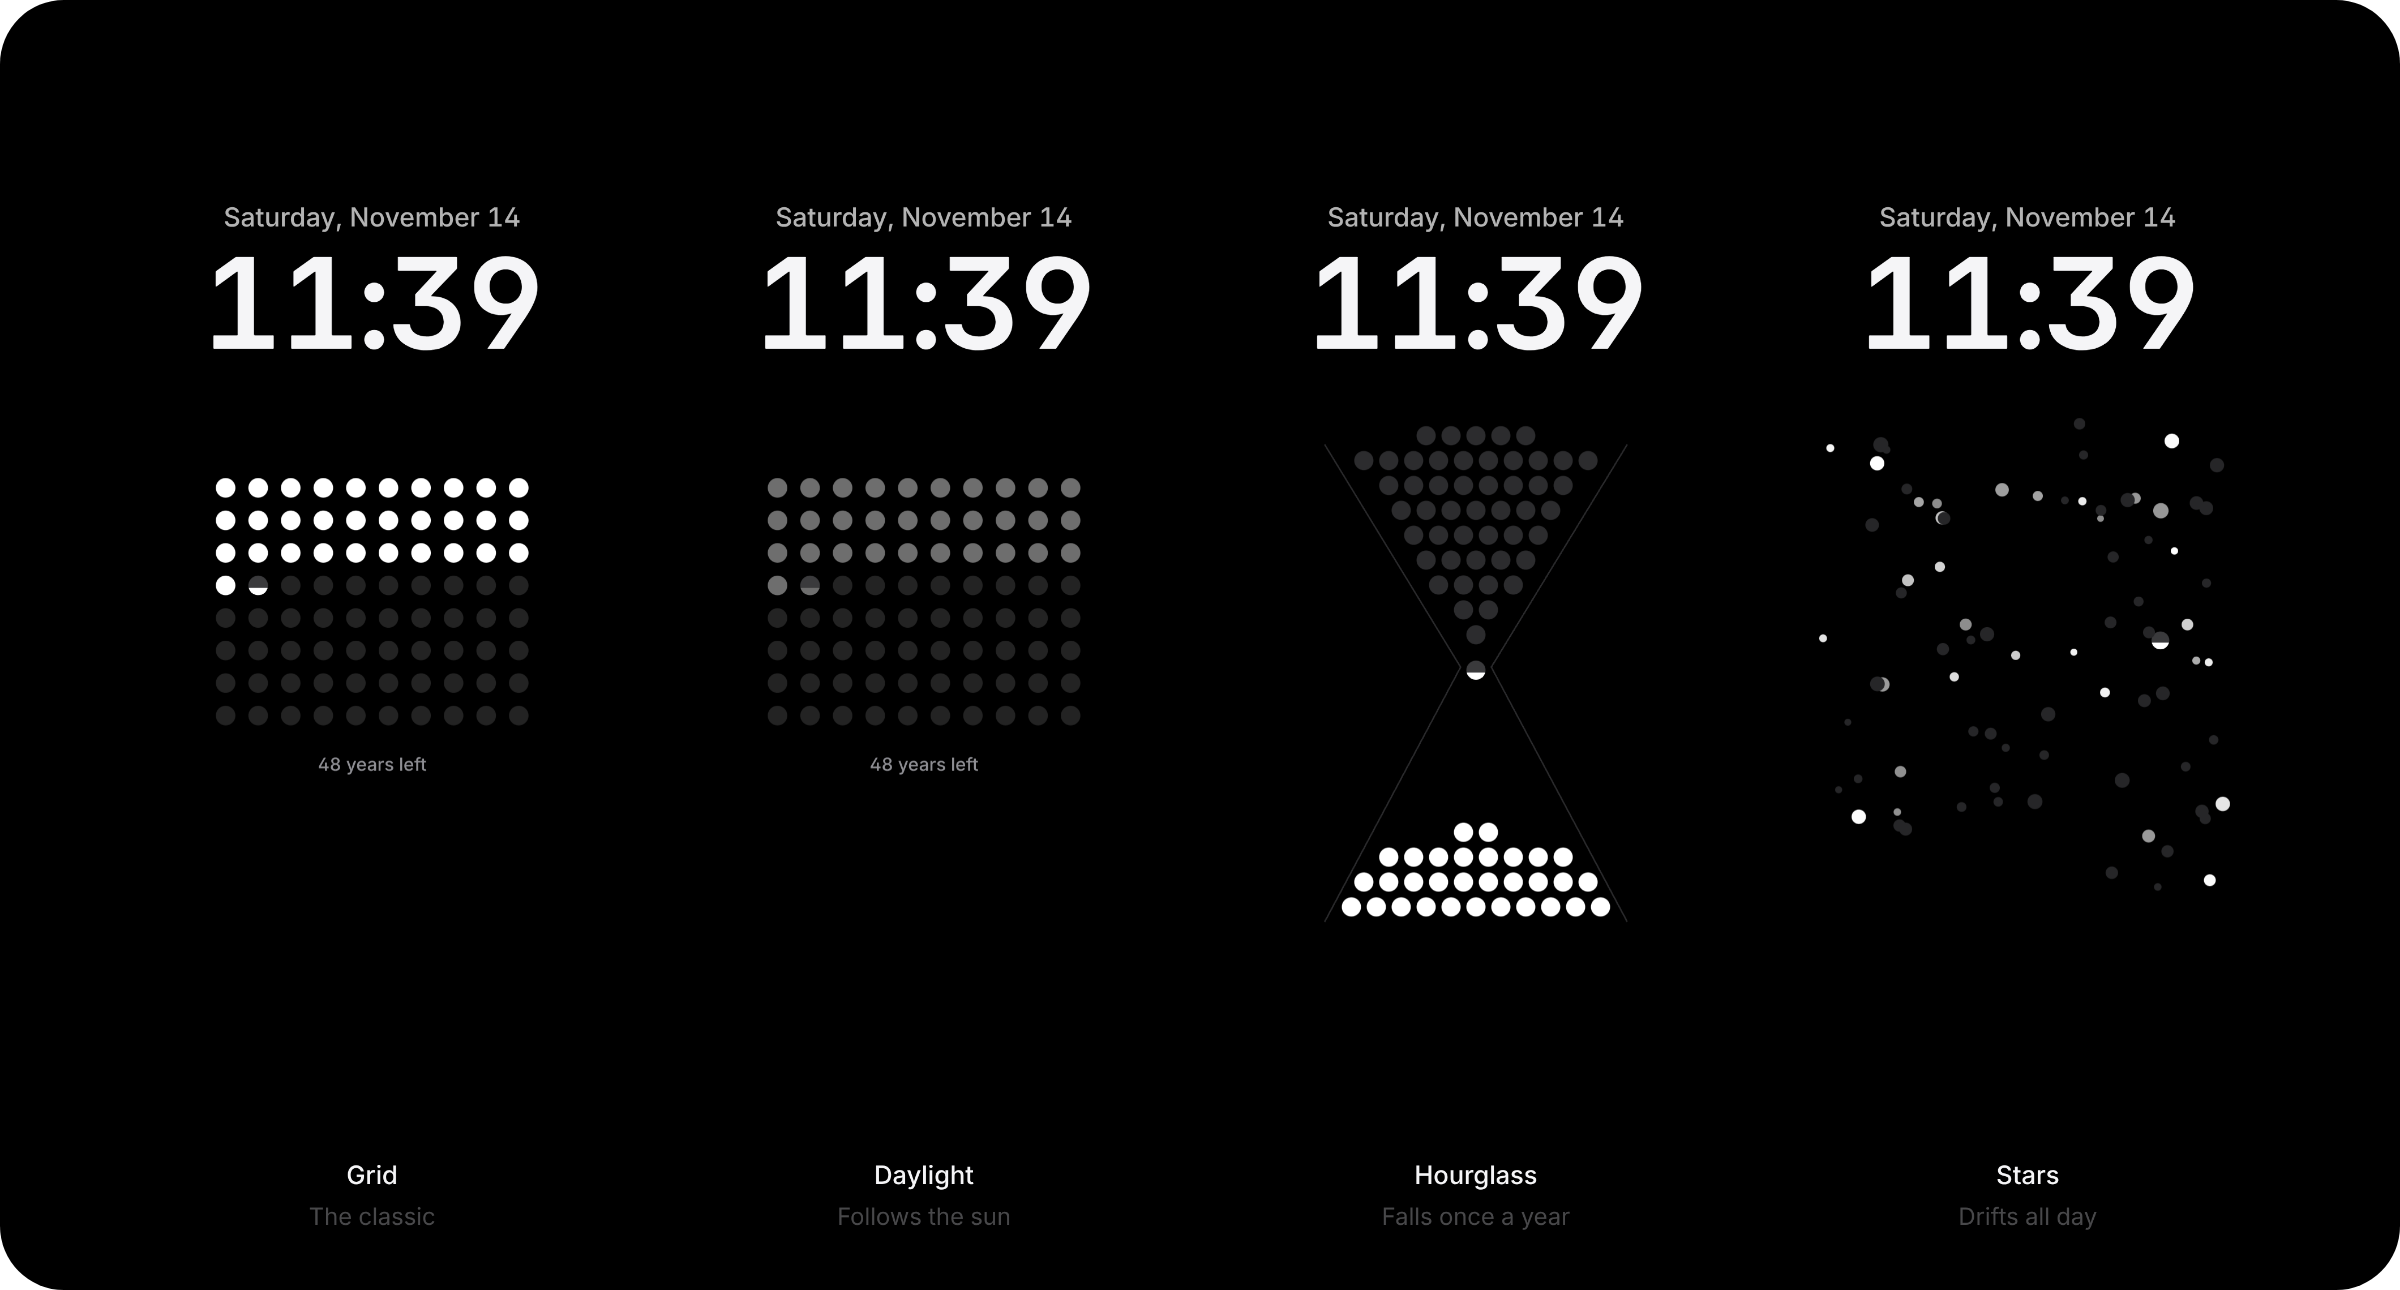 Saturday, November 14
11:39
48 years left
Grid
The classic
Saturday, November 14
11:39
48 years left
Daylight
Follows the sun
Saturday, November 14
11:39
Hourglass
Falls once a year
Saturday, November 14
11:39
Stars
Drifts all day